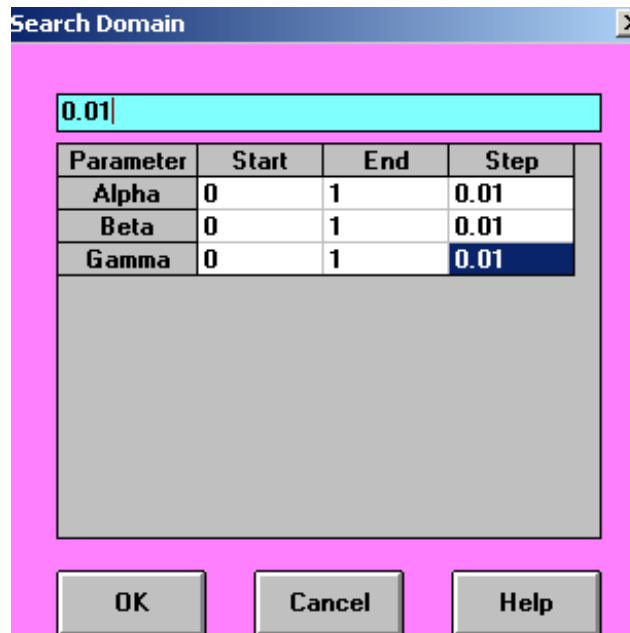 Search Domain
0.01
Parameter Start End Step
Alpha 0 1 0.01
Beta 0 1 0.01
Gamma 0 1 0.01
OK Cancel Help